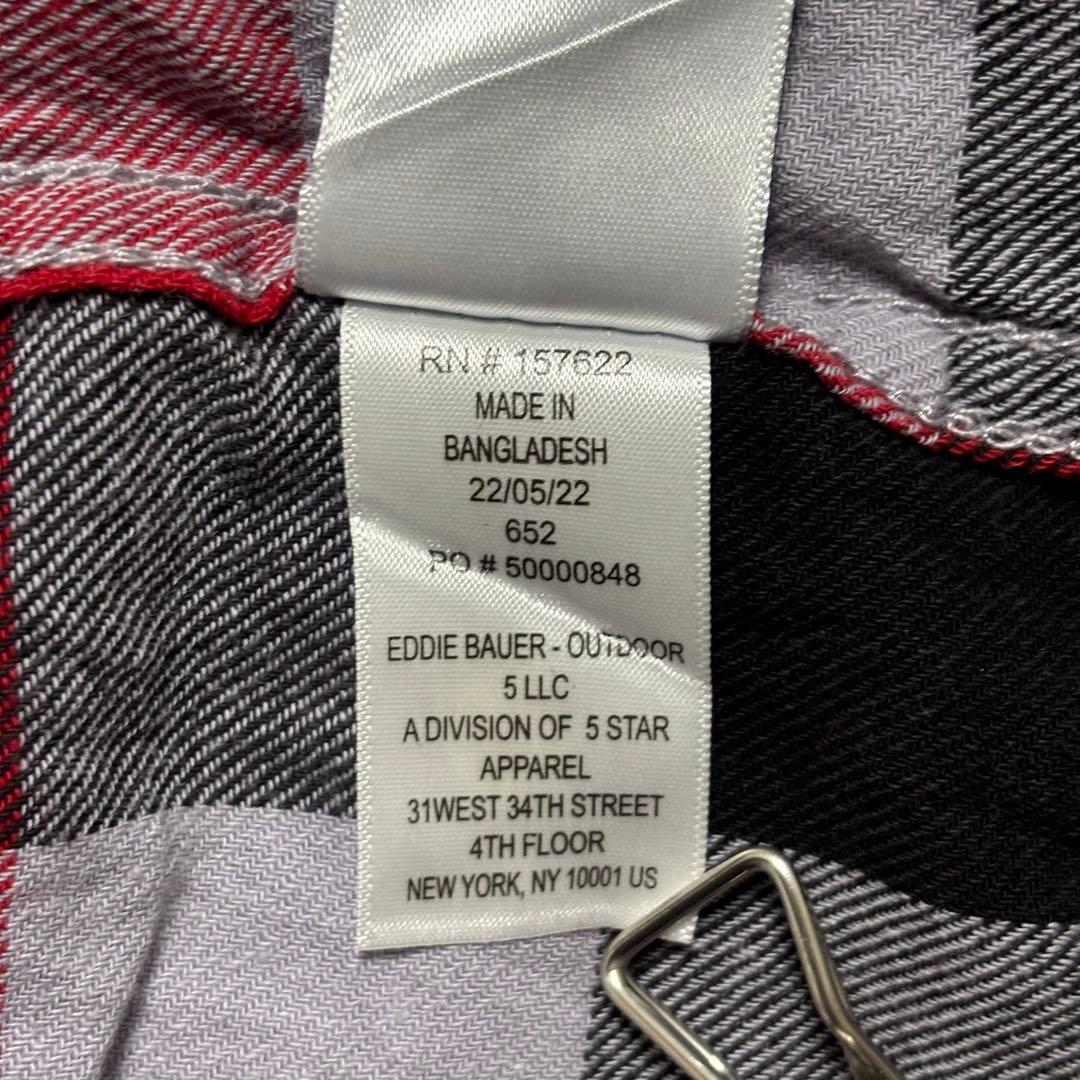 RN # 157622
MADE IN
BANGLADESH
22/05/22
652
PO # 50000848
EDDIE BAUER - OUTDOOR
5 LLC
A DIVISION OF 5 STAR
APPAREL
31WEST 34TH STREET
4TH FLOOR
NEW YORK, NY 10001 US